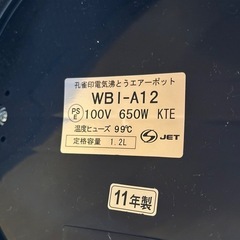 孔雀印電気沸とうエアーポット
WBI-A12
PS E 100V 650W KTE
温度ヒューズ 99℃
S JET
定格容量 1.2L
11年製